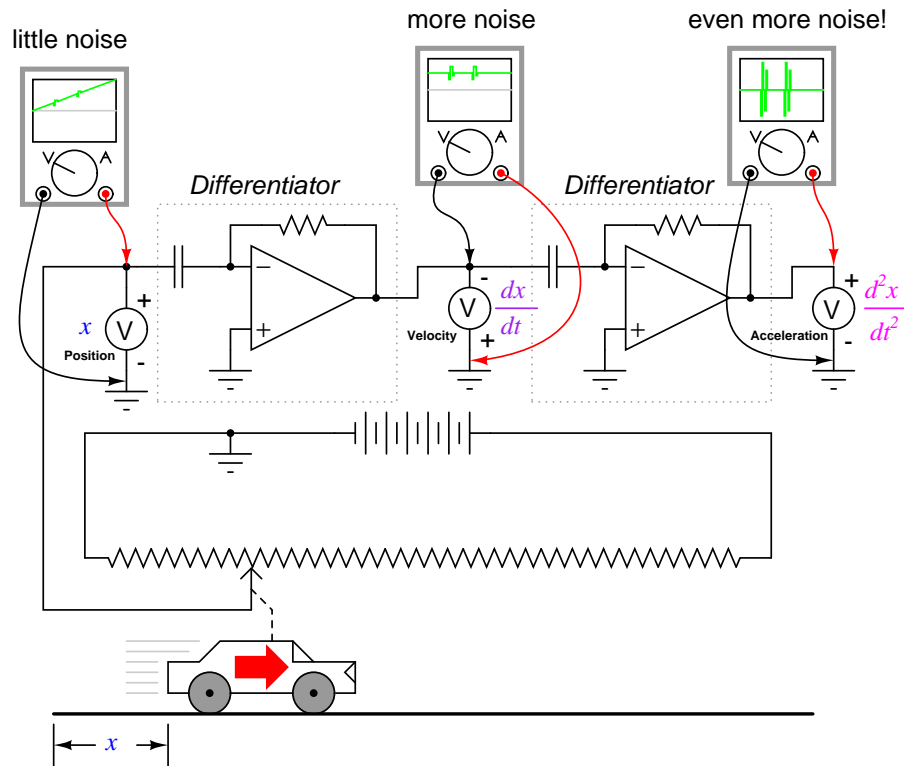 little noise
more noise
even more noise!
V A
V A
V A
Differentiator
Differentiator
−
+
−
+
x
V
+
-
Position
-
V
+
Velocity
dx
dt
+
V
-
Acceleration
d²x
dt²
x